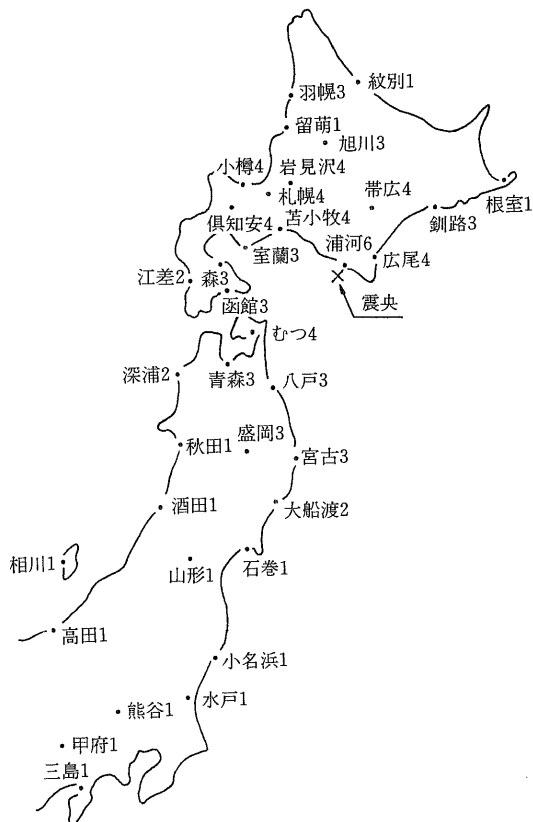 紋別1
羽幌3
留萌1
旭川3
小樽4
岩見沢4
札幌4
帯広4
根室1
倶知安4
苫小牧4
釧路3
浦河6
室蘭3
広尾4
江差2
森3
震央
函館3
むつ4
深浦2
青森3
八戸3
秋田1
盛岡3
宮古3
酒田1
大船渡2
相川1
山形1
石巻1
高田1
小名浜1
水戸1
熊谷1
甲府1
三島1